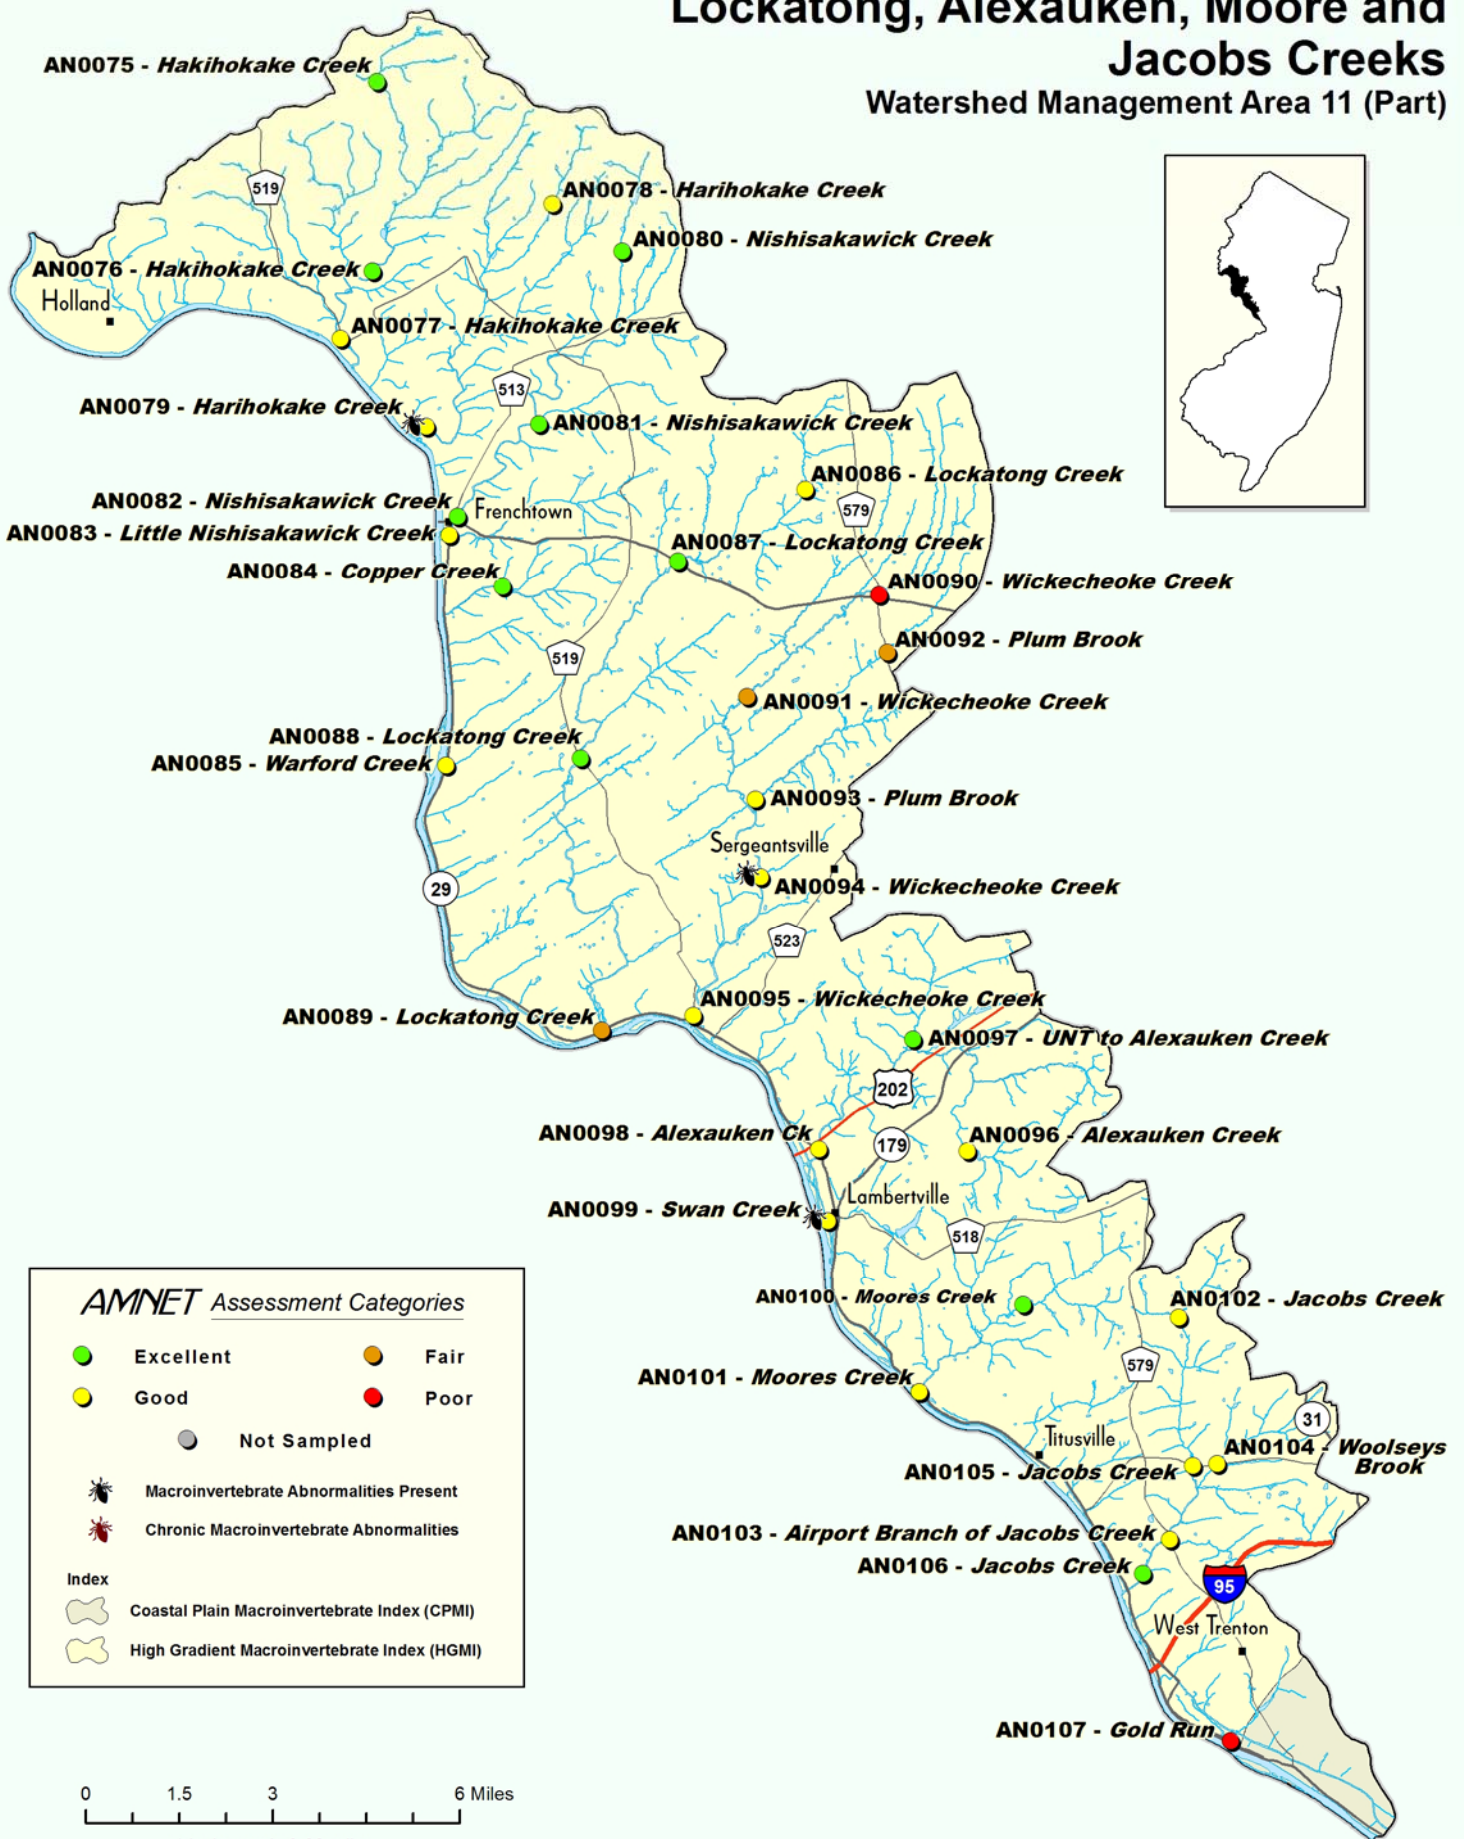 Lockatong, Alexauken, Moore and
Jacobs Creeks
Watershed Management Area 11 (Part)
AN0075 - Hakihokake Creek
519
AN0078 - Harihokake Creek
AN0080 - Nishisakawick Creek
AN0076 - Hakihokake Creek
Holland
AN0077 - Hakihokake Creek
513
AN0079 - Harihokake Creek
AN0081 - Nishisakawick Creek
AN0086 - Lockatong Creek
AN0082 - Nishisakawick Creek
Frenchtown
579
AN0083 - Little Nishisakawick Creek
AN0087 - Lockatong Creek
AN0084 - Copper Creek
AN0090 - Wickecheoke Creek
AN0092 - Plum Brook
519
AN0091 - Wickecheoke Creek
AN0088 - Lockatong Creek
AN0085 - Warford Creek
AN0093 - Plum Brook
Sergeantsville
29
AN0094 - Wickecheoke Creek
523
AN0095 - Wickecheoke Creek
AN0089 - Lockatong Creek
AN0097 - UNT to Alexauken Creek
202
AN0098 - Alexauken Ck
179
AN0096 - Alexauken Creek
Lambertville
AN0099 - Swan Creek
518
AN0100 - Moores Creek
AN0102 - Jacobs Creek
579
AN0101 - Moores Creek
31
Titusville
AN0104 - Woolseys
Brook
AN0105 - Jacobs Creek
AN0103 - Airport Branch of Jacobs Creek
AN0106 - Jacobs Creek
95
West Trenton
AN0107 - Gold Run
AMNET Assessment Categories
Excellent
Fair
Good
Poor
Not Sampled
Macroinvertebrate Abnormalities Present
Chronic Macroinvertebrate Abnormalities
Index
Coastal Plain Macroinvertebrate Index (CPMI)
High Gradient Macroinvertebrate Index (HGMI)
0 1.5 3 6 Miles